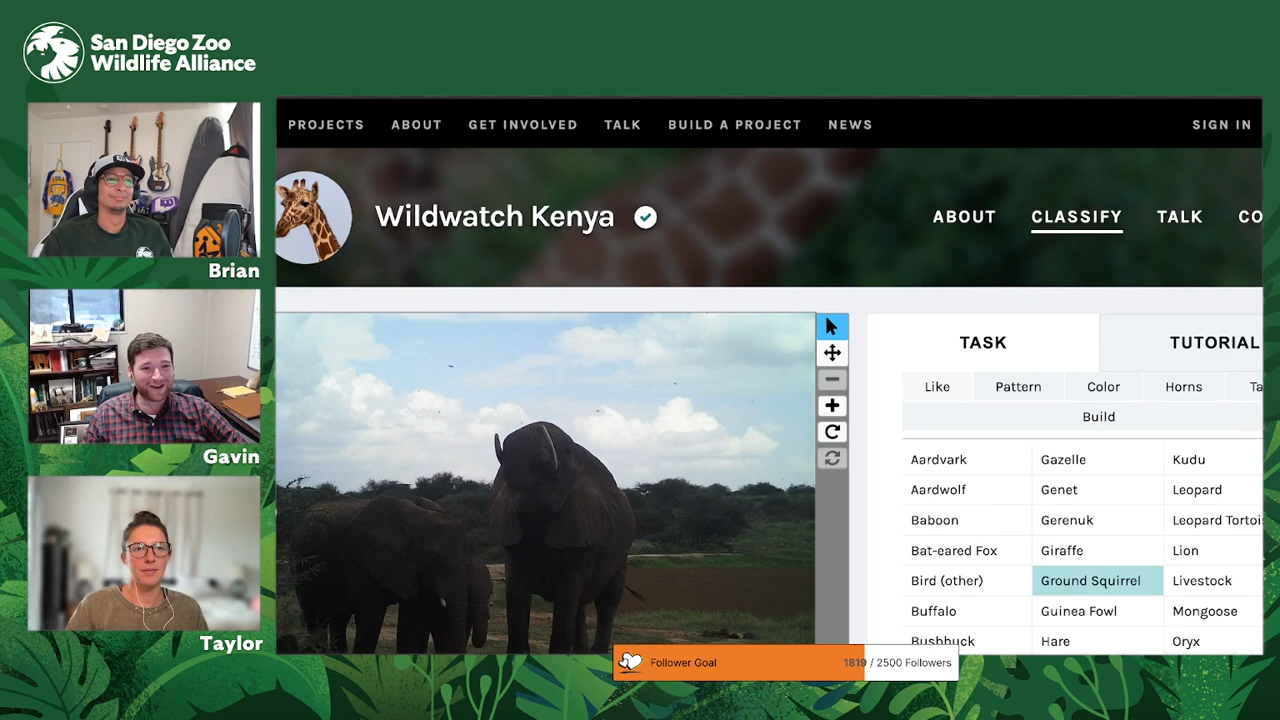 San Diego Zoo
Wildlife Alliance
Brian
Gavin
Taylor
PROJECTS ABOUT GET INVOLVED TALK BUILD A PROJECT NEWS SIGN IN
Wildwatch Kenya
ABOUT CLASSIFY TALK CO
TASK TUTORIAL
Like Pattern Color Horns Ta
Build
Aardvark Gazelle Kudu
Aardwolf Genet Leopard
Baboon Gerenuk Leopard Tortois
Bat-eared Fox Giraffe Lion
Bird (other) Ground Squirrel Livestock
Buffalo Guinea Fowl Mongoose
Bushbuck Hare Oryx
Follower Goal 1819 / 2500 Followers